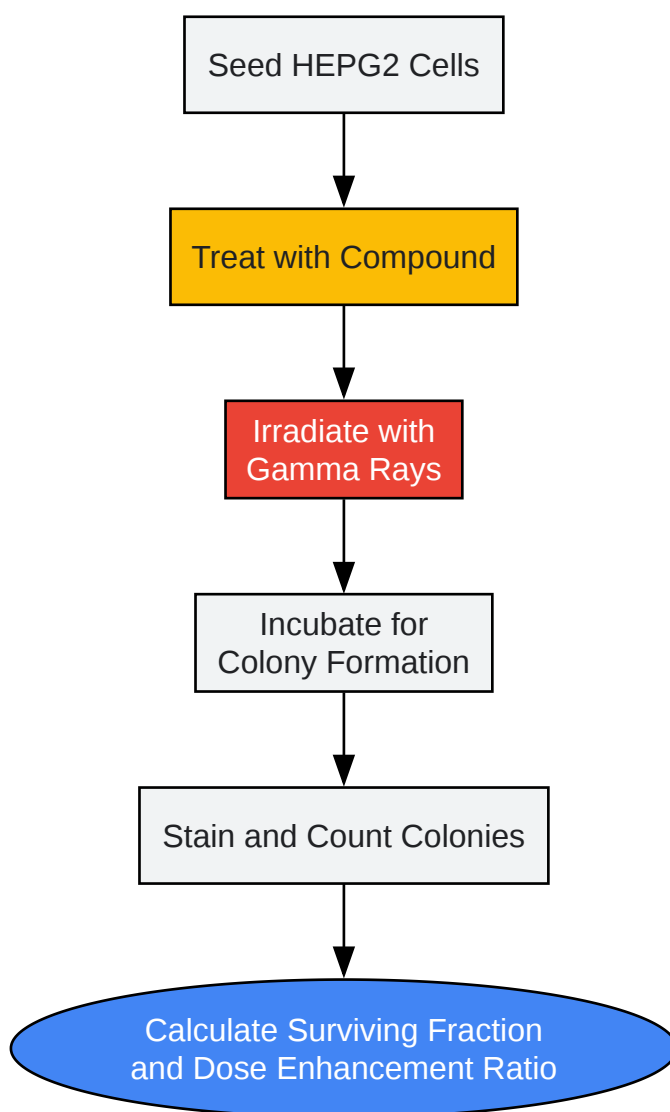 Seed HEPG2 Cells
Treat with Compound
Irradiate with
Gamma Rays
Incubate for
Colony Formation
Stain and Count Colonies
Calculate Surviving Fraction
and Dose Enhancement Ratio